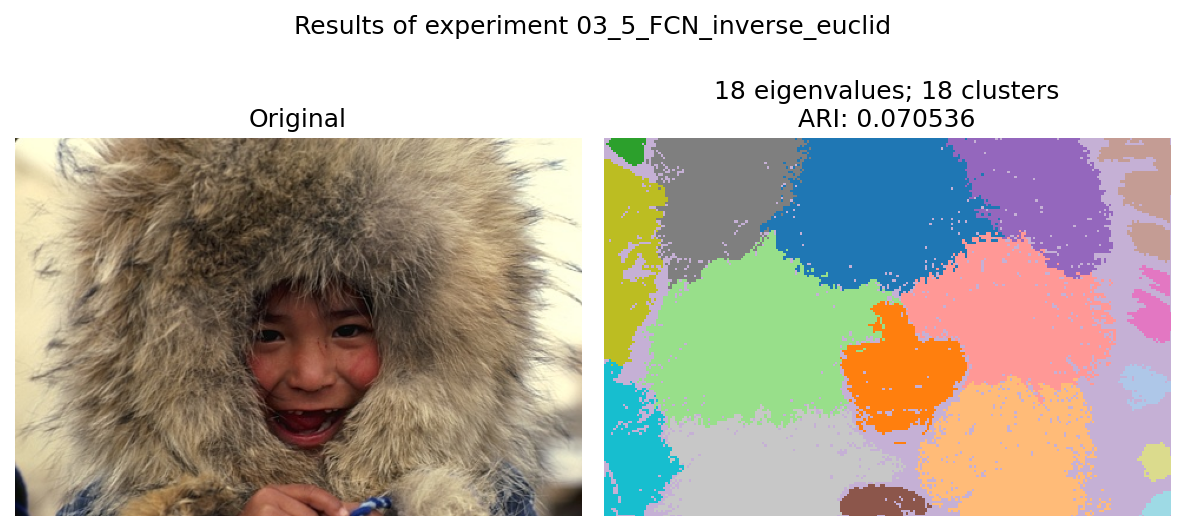 Results of experiment 03_5_FCN_inverse_euclid
Original
18 eigenvalues; 18 clusters
ARI: 0.070536